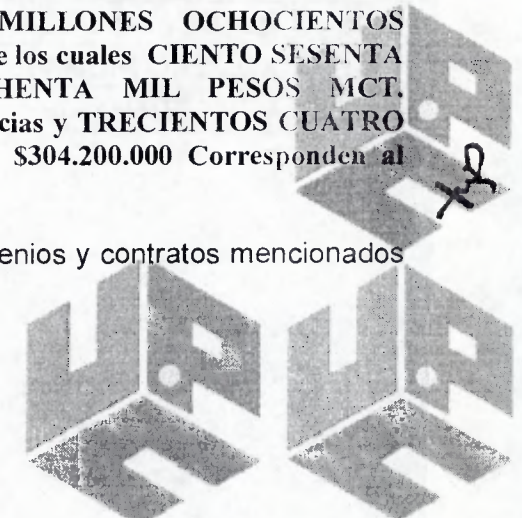 MILLONES OCHOCIENTOS
e los cuales CIENTO SESENTA
HENTA MIL PESOS MCT.
cias y TRECIENTOS CUATRO
$304.200.000 Corresponden al
enios y contratos mencionados